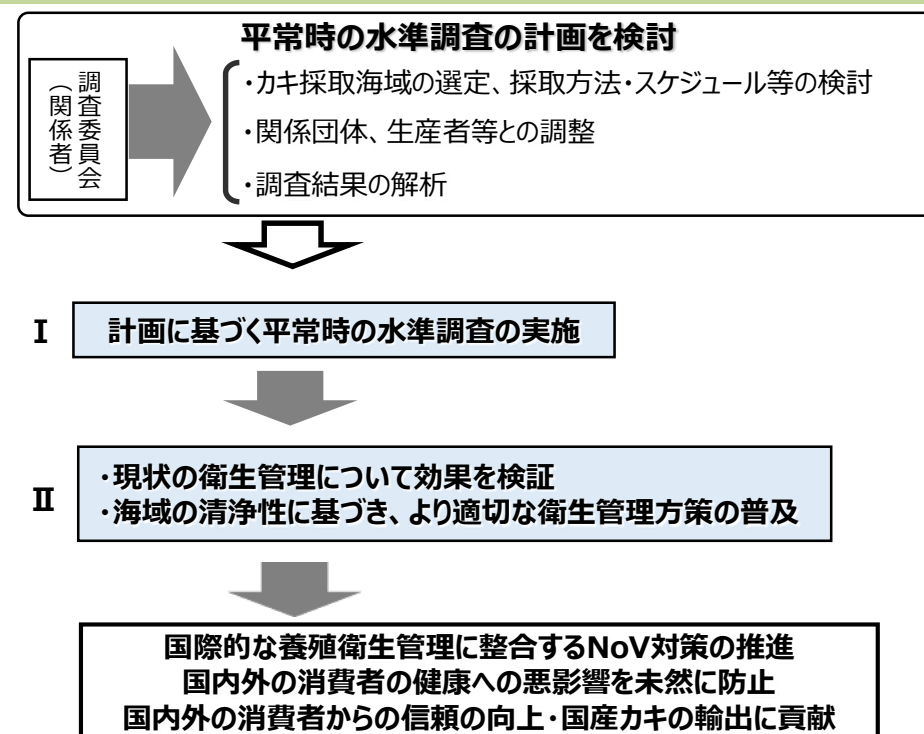 平常時の水準調査の計画を検討
調査委員会
（関係者）
・カキ採取海域の選定、採取方法・スケジュール等の検討
・関係団体、生産者等との調整
・調査結果の解析
Ⅰ
計画に基づく平常時の水準調査の実施
Ⅱ
・現状の衛生管理について効果を検証
・海域の清浄性に基づき、より適切な衛生管理方策の普及
国際的な養殖衛生管理に整合するNoV対策の推進
国内外の消費者の健康への悪影響を未然に防止
国内外の消費者からの信頼の向上・国産カキの輸出に貢献